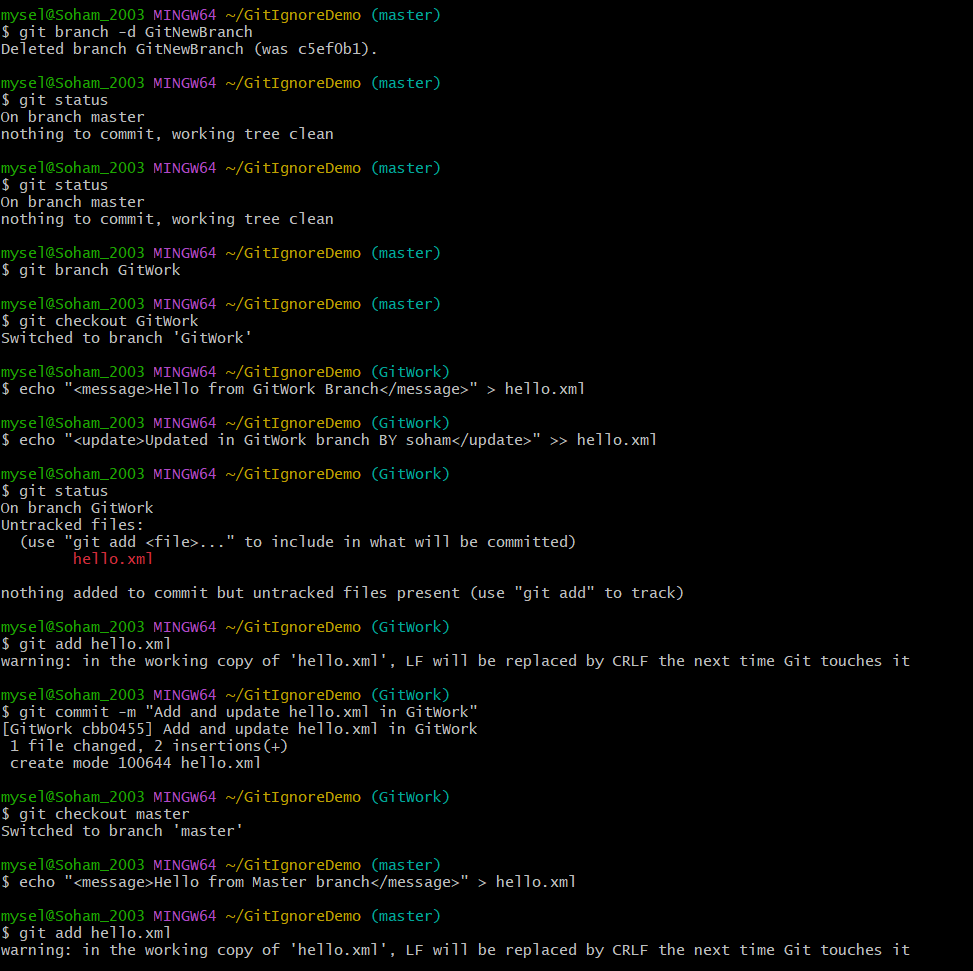 mysel@Soham_2003 MINGW64 ~/GitIgnoreDemo (master)
$ git branch -d GitNewBranch
Deleted branch GitNewBranch (was c5ef0b1).
mysel@Soham_2003 MINGW64 ~/GitIgnoreDemo (master)
$ git status
On branch master
nothing to commit, working tree clean
mysel@Soham_2003 MINGW64 ~/GitIgnoreDemo (master)
$ git status
On branch master
nothing to commit, working tree clean
mysel@Soham_2003 MINGW64 ~/GitIgnoreDemo (master)
$ git branch GitWork
mysel@Soham_2003 MINGW64 ~/GitIgnoreDemo (master)
$ git checkout GitWork
Switched to branch 'GitWork'
mysel@Soham_2003 MINGW64 ~/GitIgnoreDemo (GitWork)
$ echo "<message>Hello from GitWork Branch</message>" > hello.xml
mysel@Soham_2003 MINGW64 ~/GitIgnoreDemo (GitWork)
$ echo "<update>Updated in GitWork branch BY soham</update>" >> hello.xml
mysel@Soham_2003 MINGW64 ~/GitIgnoreDemo (GitWork)
$ git status
On branch GitWork
Untracked files:
  (use "git add <file>..." to include in what will be committed)
        hello.xml
nothing added to commit but untracked files present (use "git add" to track)
mysel@Soham_2003 MINGW64 ~/GitIgnoreDemo (GitWork)
$ git add hello.xml
warning: in the working copy of 'hello.xml', LF will be replaced by CRLF the next time Git touches it
mysel@Soham_2003 MINGW64 ~/GitIgnoreDemo (GitWork)
$ git commit -m "Add and update hello.xml in GitWork"
[GitWork cbb0455] Add and update hello.xml in GitWork
 1 file changed, 2 insertions(+)
 create mode 100644 hello.xml
mysel@Soham_2003 MINGW64 ~/GitIgnoreDemo (GitWork)
$ git checkout master
Switched to branch 'master'
mysel@Soham_2003 MINGW64 ~/GitIgnoreDemo (master)
$ echo "<message>Hello from Master branch</message>" > hello.xml
mysel@Soham_2003 MINGW64 ~/GitIgnoreDemo (master)
$ git add hello.xml
warning: in the working copy of 'hello.xml', LF will be replaced by CRLF the next time Git touches it